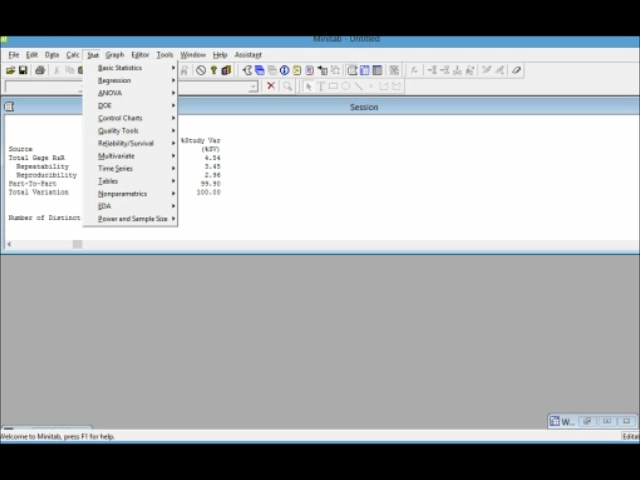 Minitab - Untitled
File Edit Data Calc Stat Graph Editor Tools Window Help Assistant
Session
Basic Statistics
Regression
ANOVA
DOE
Control Charts
Quality Tools
Reliability/Survival
Multivariate
Time Series
Tables
Nonparametrics
EDA
Power and Sample Size
%Study Var
Source (%SV)
Total Gage R&R 4.54
Repeatability 3.45
Reproducibility 2.96
Part-To-Part 99.90
Total Variation 100.00
Number of Distinct
W...
Welcome to Minitab, press F1 for help.
Edita